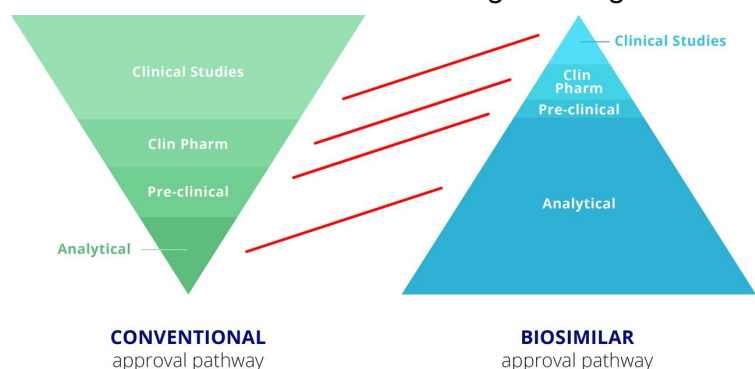 Clinical Studies
Clin Pharm
Pre-clinical
Analytical
CONVENTIONAL
approval pathway
Clinical Studies
Clin
Pharm
Pre-clinical
Analytical
BIOSIMILAR
approval pathway